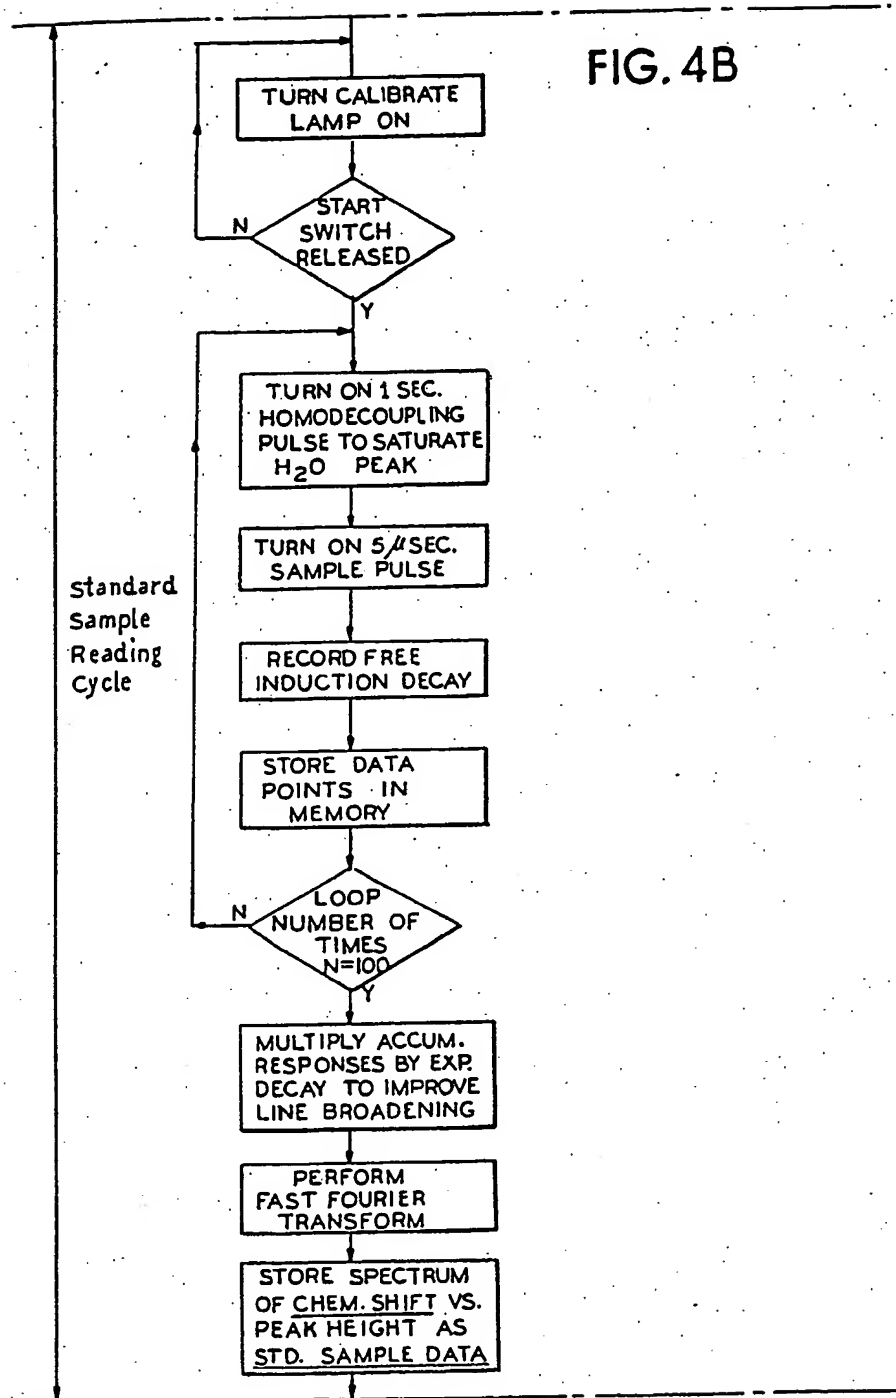 FIG. 4B
TURN CALIBRATE
LAMP ON
START
SWITCH
RELEASED
N
Y
TURN ON 1 SEC.
HOMODECOUPLING
PULSE TO SATURATE
H₂O PEAK
TURN ON 5 μSEC.
SAMPLE PULSE
Standard
Sample
Reading
Cycle
RECORD FREE
INDUCTION DECAY
STORE DATA
POINTS IN
MEMORY
LOOP
NUMBER OF
TIMES
N=100
N
Y
MULTIPLY ACCUM.
RESPONSES BY EXP.
DECAY TO IMPROVE
LINE BROADENING
PERFORM
FAST FOURIER
TRANSFORM
STORE SPECTRUM
OF CHEM. SHIFT VS.
PEAK HEIGHT AS
STD. SAMPLE DATA